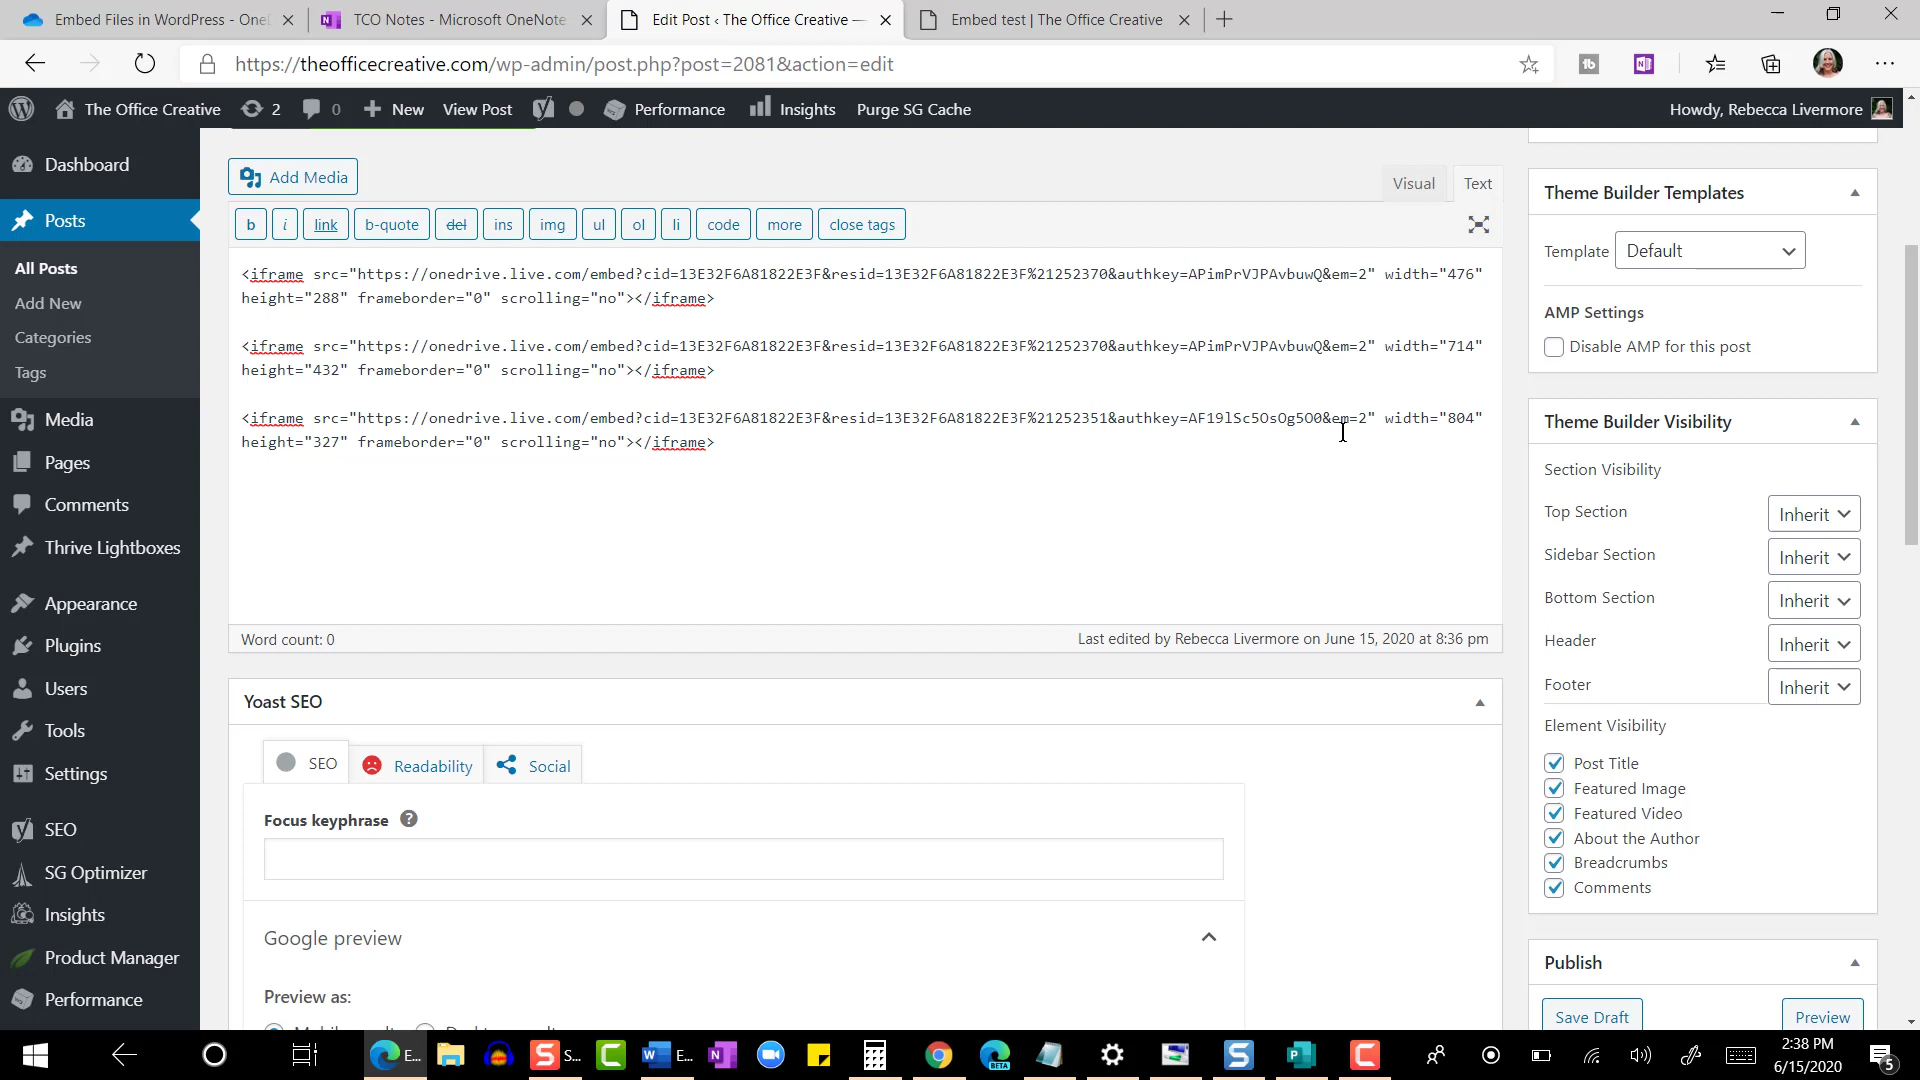 Embed Files in WordPress - OneD
TCO Notes - Microsoft OneNote
Edit Post ‹ The Office Creative —
Embed test | The Office Creative
https://theofficecreative.com/wp-admin/post.php?post=2081&action=edit
The Office Creative
2
0
New
View Post
Performance
Insights
Purge SG Cache
Howdy, Rebecca Livermore
Dashboard
Posts
All Posts
Add New
Categories
Tags
Media
Pages
Comments
Thrive Lightboxes
Appearance
Plugins
Users
Tools
Settings
SEO
SG Optimizer
Insights
Product Manager
Performance
Add Media
Visual
Text
b
i
link
b-quote
del
ins
img
ul
ol
li
code
more
close tags
<iframe src="https://onedrive.live.com/embed?cid=13E32F6A81822E3F&resid=13E32F6A81822E3F%21252370&authkey=APimPrVJPAvbuwQ&em=2" width="476"
height="288" frameborder="0" scrolling="no"></iframe>
<iframe src="https://onedrive.live.com/embed?cid=13E32F6A81822E3F&resid=13E32F6A81822E3F%21252370&authkey=APimPrVJPAvbuwQ&em=2" width="714"
height="432" frameborder="0" scrolling="no"></iframe>
<iframe src="https://onedrive.live.com/embed?cid=13E32F6A81822E3F&resid=13E32F6A81822E3F%21252351&authkey=AF19lSc5OsOg5O0&em=2" width="804"
height="327" frameborder="0" scrolling="no"></iframe>
Word count: 0
Last edited by Rebecca Livermore on June 15, 2020 at 8:36 pm
Yoast SEO
SEO
Readability
Social
Focus keyphrase
Google preview
Preview as:
Theme Builder Templates
Template
Default
AMP Settings
Disable AMP for this post
Theme Builder Visibility
Section Visibility
Top Section
Inherit
Sidebar Section
Inherit
Bottom Section
Inherit
Header
Inherit
Footer
Inherit
Element Visibility
Post Title
Featured Image
Featured Video
About the Author
Breadcrumbs
Comments
Publish
Save Draft
Preview
E...
S...
E...
BETA
2:38 PM
6/15/2020
5